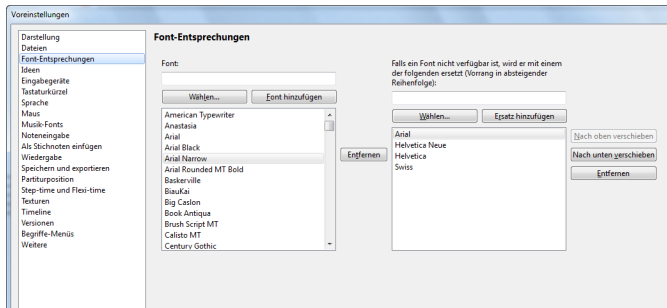 Voreinstellungen
Darstellung
Dateien
Font-Entsprechungen
Ideen
Eingabegeräte
Tastaturkürzel
Sprache
Maus
Musik-Fonts
Noteneingabe
Als Stichnoten einfügen
Wiedergabe
Speichern und exportieren
Partiturposition
Step-time und Flexi-time
Texturen
Timeline
Versionen
Begriffe-Menüs
Weitere
Font-Entsprechungen
Font:
Wählen...
Font hinzufügen
American Typewriter
Anastasia
Arial
Arial Black
Arial Narrow
Arial Rounded MT Bold
Baskerville
BiauKai
Big Caslon
Book Antiqua
Brush Script MT
Calisto MT
Century Gothic
Entfernen
Falls ein Font nicht verfügbar ist, wird er mit einem
der folgenden ersetzt (Vorrang in absteigender
Reihenfolge):
Wählen...
Ersatz hinzufügen
Arial
Helvetica Neue
Helvetica
Swiss
Nach oben verschieben
Nach unten verschieben
Entfernen